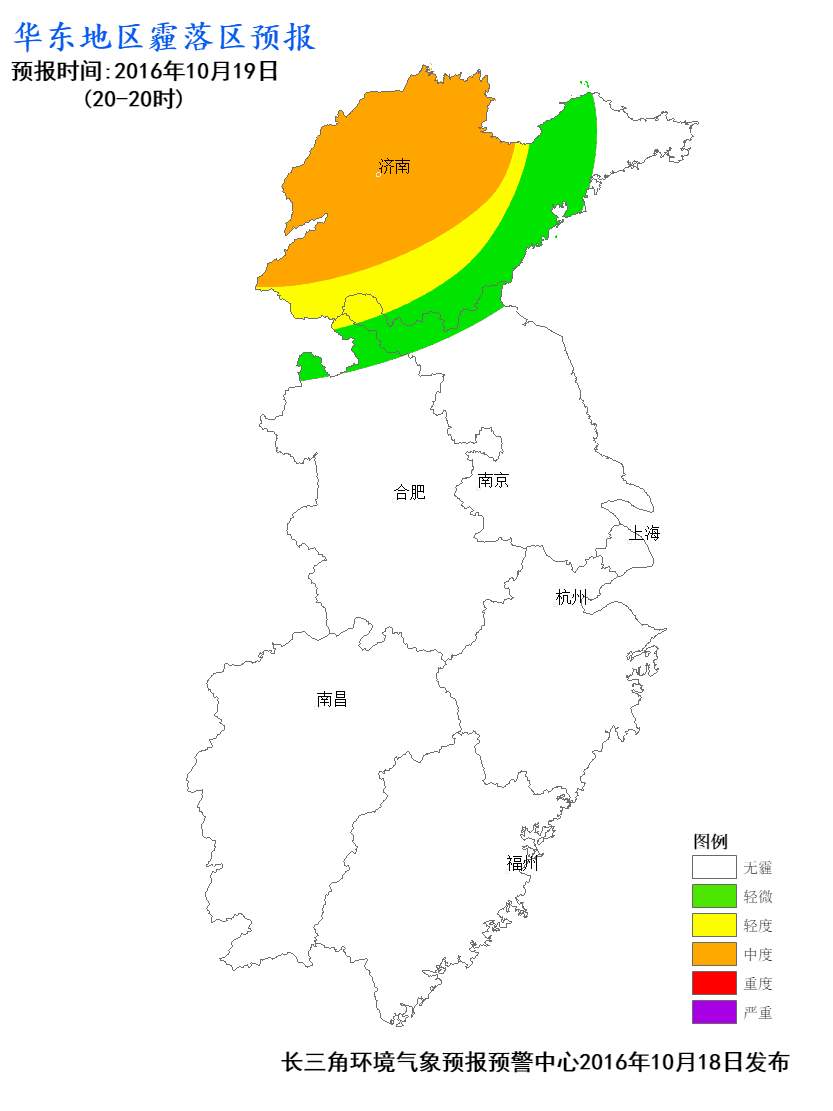 华东地区霾落区预报
预报时间:2016年10月19日
(20-20时)
济南
南京
合肥
上海
杭州
南昌
福州
图例
无霾
轻微
轻度
中度
重度
严重
长三角环境气象预报预警中心2016年10月18日发布